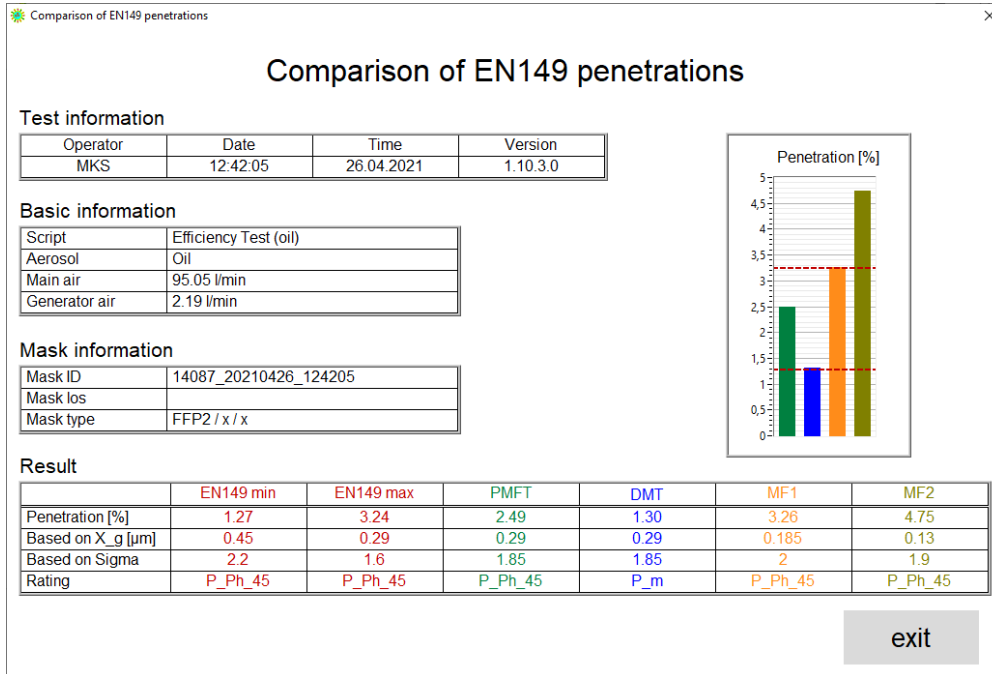 Comparison of EN149 penetrations
Comparison of EN149 penetrations
Test information
Operator Date Time Version
MKS 12:42:05 26.04.2021 1.10.3.0
Basic information
Script Efficiency Test (oil)
Aerosol Oil
Main air 95.05 l/min
Generator air 2.19 l/min
Mask information
Mask ID 14087_20210426_124205
Mask los
Mask type FFP2 / x / x
Penetration [%]
5
4,5
4
3,5
3
2,5
2
1,5
1
0,5
0
Result
EN149 min EN149 max PMFT DMT MF1 MF2
Penetration [%] 1.27 3.24 2.49 1.30 3.26 4.75
Based on X_g [µm] 0.45 0.29 0.29 0.29 0.185 0.13
Based on Sigma 2.2 1.6 1.85 1.85 2 1.9
Rating P_Ph_45 P_Ph_45 P_Ph_45 P_m P_Ph_45 P_Ph_45
exit